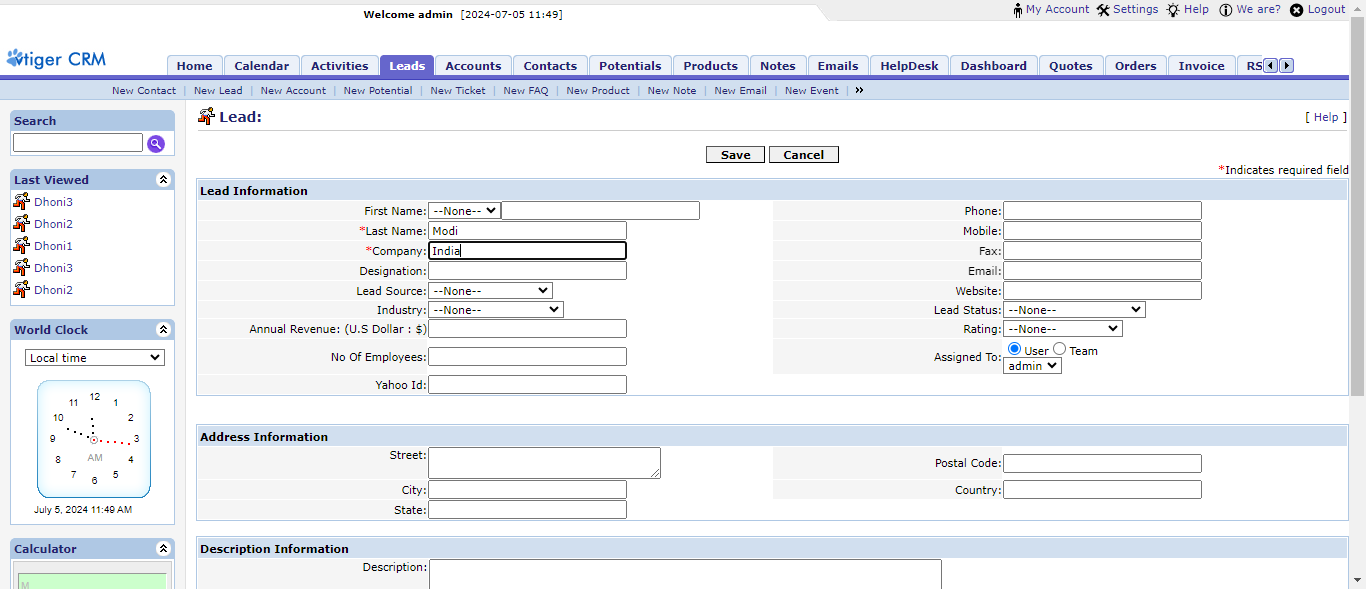 Welcome admin [2024-07-05 11:49]
My Account Settings Help We are? Logout
vtiger CRM
Home Calendar Activities Leads Accounts Contacts Potentials Products Notes Emails HelpDesk Dashboard Quotes Orders Invoice RS
New Contact | New Lead | New Account | New Potential | New Ticket | New FAQ | New Product | New Note | New Email | New Event | »
Search
Last Viewed
Dhoni3
Dhoni2
Dhoni1
Dhoni3
Dhoni2
World Clock
Local time
12
1
2
3
4
5
6
7
8
9
10
11
AM
July 5, 2024 11:49 AM
Calculator
M
Lead:
[ Help ]
Save Cancel
*Indicates required field
Lead Information
First Name: --None--
Phone:
*Last Name: Modi
Mobile:
*Company: India
Fax:
Designation:
Email:
Lead Source: --None--
Website:
Industry: --None--
Lead Status: --None--
Annual Revenue: (U.S Dollar : $)
Rating: --None--
No Of Employees:
Assigned To: User Team
admin
Yahoo Id:
Address Information
Street:
Postal Code:
City:
Country:
State:
Description Information
Description: